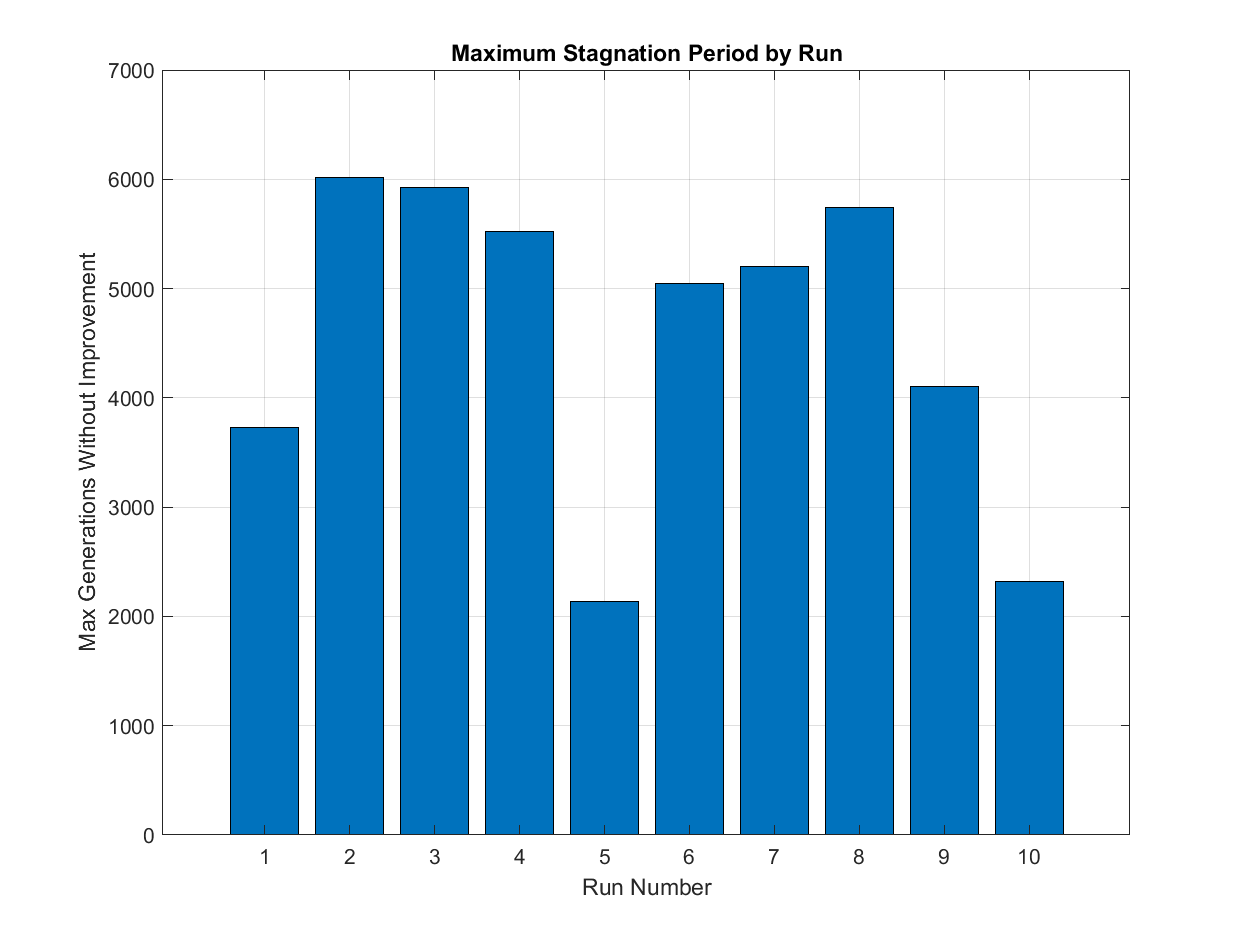 Maximum Stagnation Period by Run
7000
6000
5000
4000
3000
2000
1000
0
Max Generations Without Improvement
1 2 3 4 5 6 7 8 9 10
Run Number